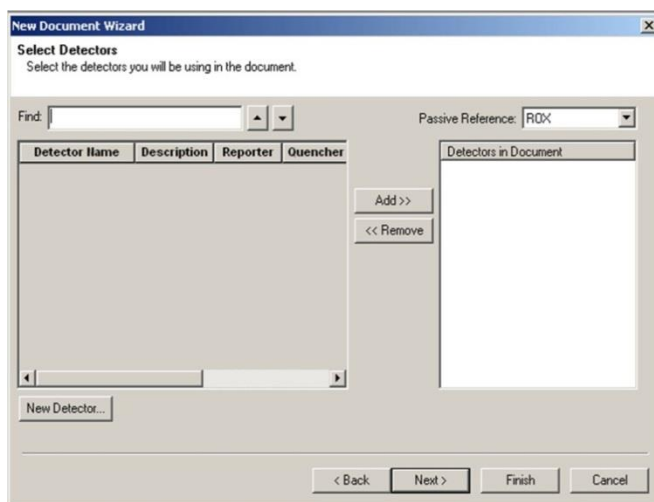 New Document Wizard
Select Detectors
Select the detectors you will be using in the document.
Find:
Passive Reference: ROX
Detector Name Description Reporter Quencher
Detectors in Document
Add >>
<< Remove
New Detector...
< Back Next > Finish Cancel